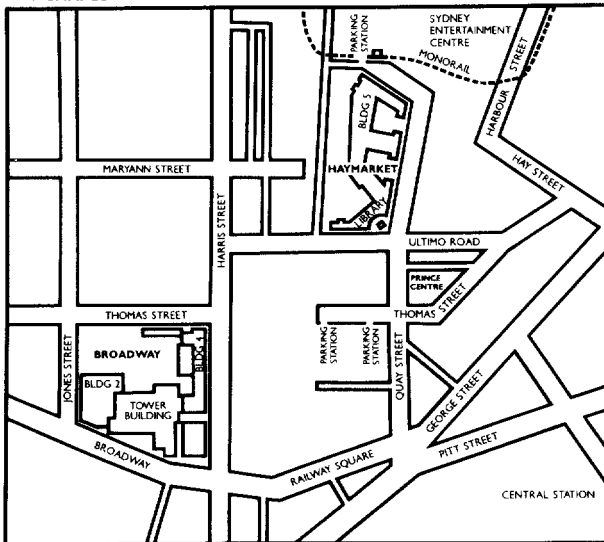 PARKING
STATION
SYDNEY
ENTERTAINMENT
CENTRE
MONORAIL
HARBOUR
STREET
BLDG 5
HAY STREET
MARYANN STREET
HAYMARKET
LIBRARY
HARRIS STREET
ULTIMO ROAD
PRINCE
CENTRE
THOMAS STREET
THOMAS
STREET
JONES STREET
BROADWAY
BLDG 4
PARKING
STATION
PARKING
STATION
QUAY STREET
BLDG 2
TOWER
BUILDING
GEORGE STREET
BROADWAY
RAILWAY SQUARE
PITT STREET
CENTRAL STATION